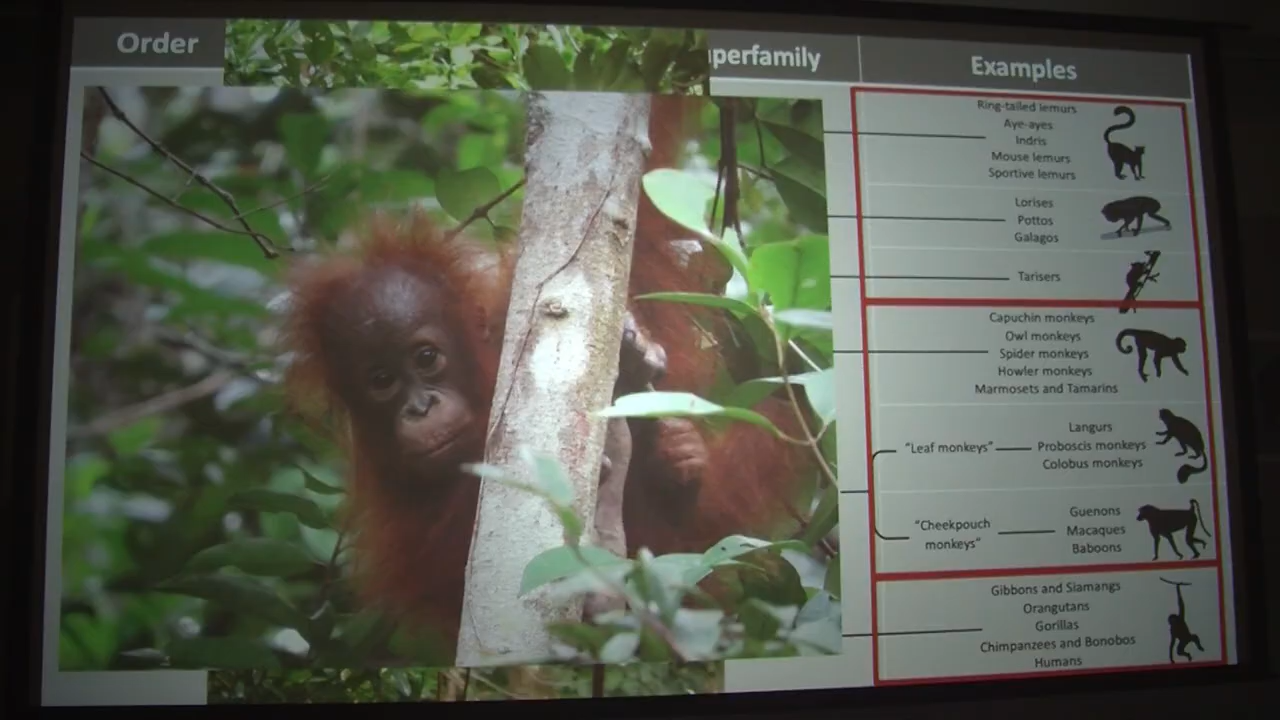 Order
uperfamily
Examples
Ring-tailed lemurs
Aye-ayes
Indris
Mouse lemurs
Sportive lemurs
Lorises
Pottos
Galagos
Tarisers
Capuchin monkeys
Owl monkeys
Spider monkeys
Howler monkeys
Marmosets and Tamarins
"Leaf monkeys"
Langurs
Proboscis monkeys
Colobus monkeys
"Cheekpouch
monkeys"
Guenons
Macaques
Baboons
Gibbons and Siamangs
Orangutans
Gorillas
Chimpanzees and Bonobos
Humans